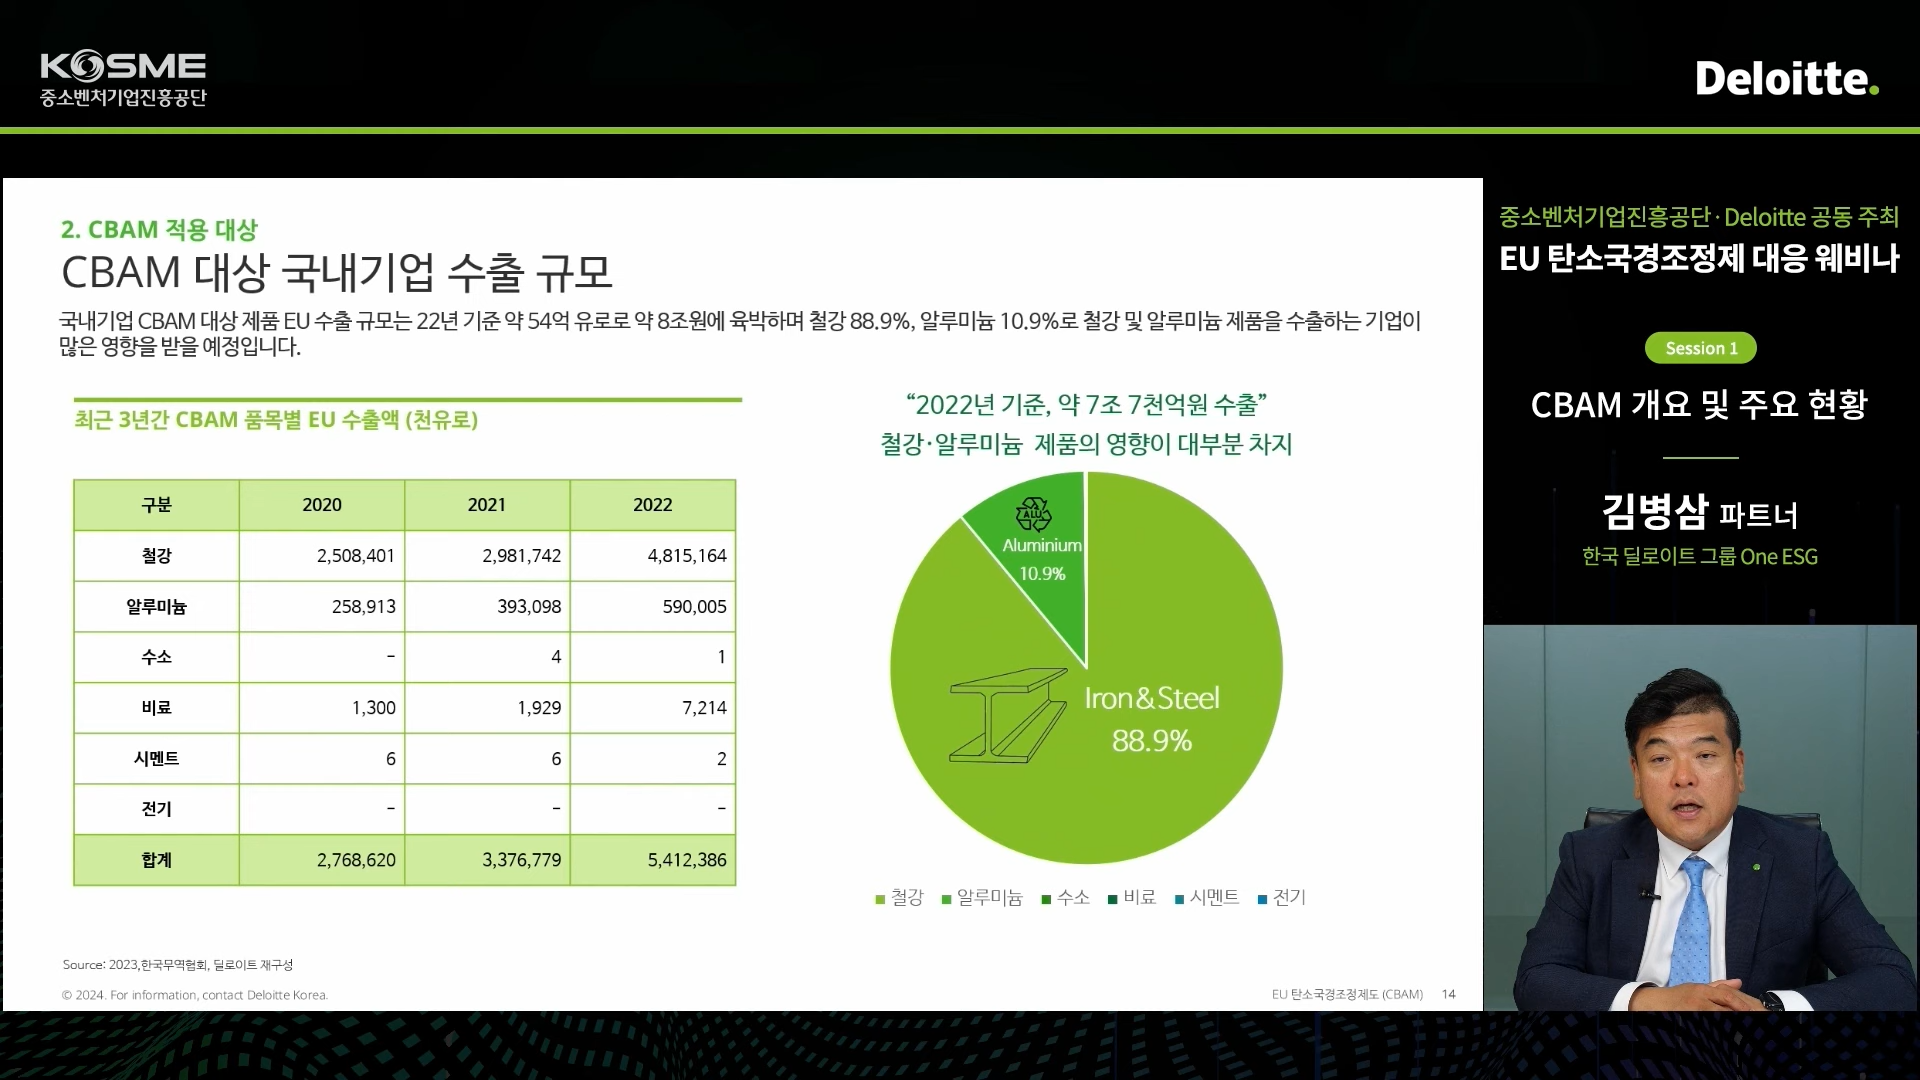 KOSME
중소벤처기업진흥공단
Deloitte.
2. CBAM 적용 대상
CBAM 대상 국내기업 수출 규모
국내기업 CBAM 대상 제품 EU 수출 규모는 22년 기준 약 54억 유로로 약 8조원에 육박하며 철강 88.9%, 알루미늄 10.9%로 철강 및 알루미늄 제품을 수출하는 기업이
많은 영향을 받을 예정입니다.
최근 3년간 CBAM 품목별 EU 수출액 (천유로)
구분 2020 2021 2022
철강 2,508,401 2,981,742 4,815,164
알루미늄 258,913 393,098 590,005
수소 - 4 1
비료 1,300 1,929 7,214
시멘트 6 6 2
전기 - - -
합계 2,768,620 3,376,779 5,412,386
“2022년 기준, 약 7조 7천억원 수출”
철강·알루미늄 제품의 영향이 대부분 차지
ALU
Aluminium
10.9%
Iron&Steel
88.9%
철강 알루미늄 수소 비료 시멘트 전기
Source: 2023,한국무역협회, 딜로이트 재구성
© 2024. For information, contact Deloitte Korea.
EU 탄소국경조정제도 (CBAM) 14
중소벤처기업진흥공단 · Deloitte 공동 주최
EU 탄소국경조정제 대응 웨비나
Session 1
CBAM 개요 및 주요 현황
김병삼 파트너
한국 딜로이트 그룹 One ESG